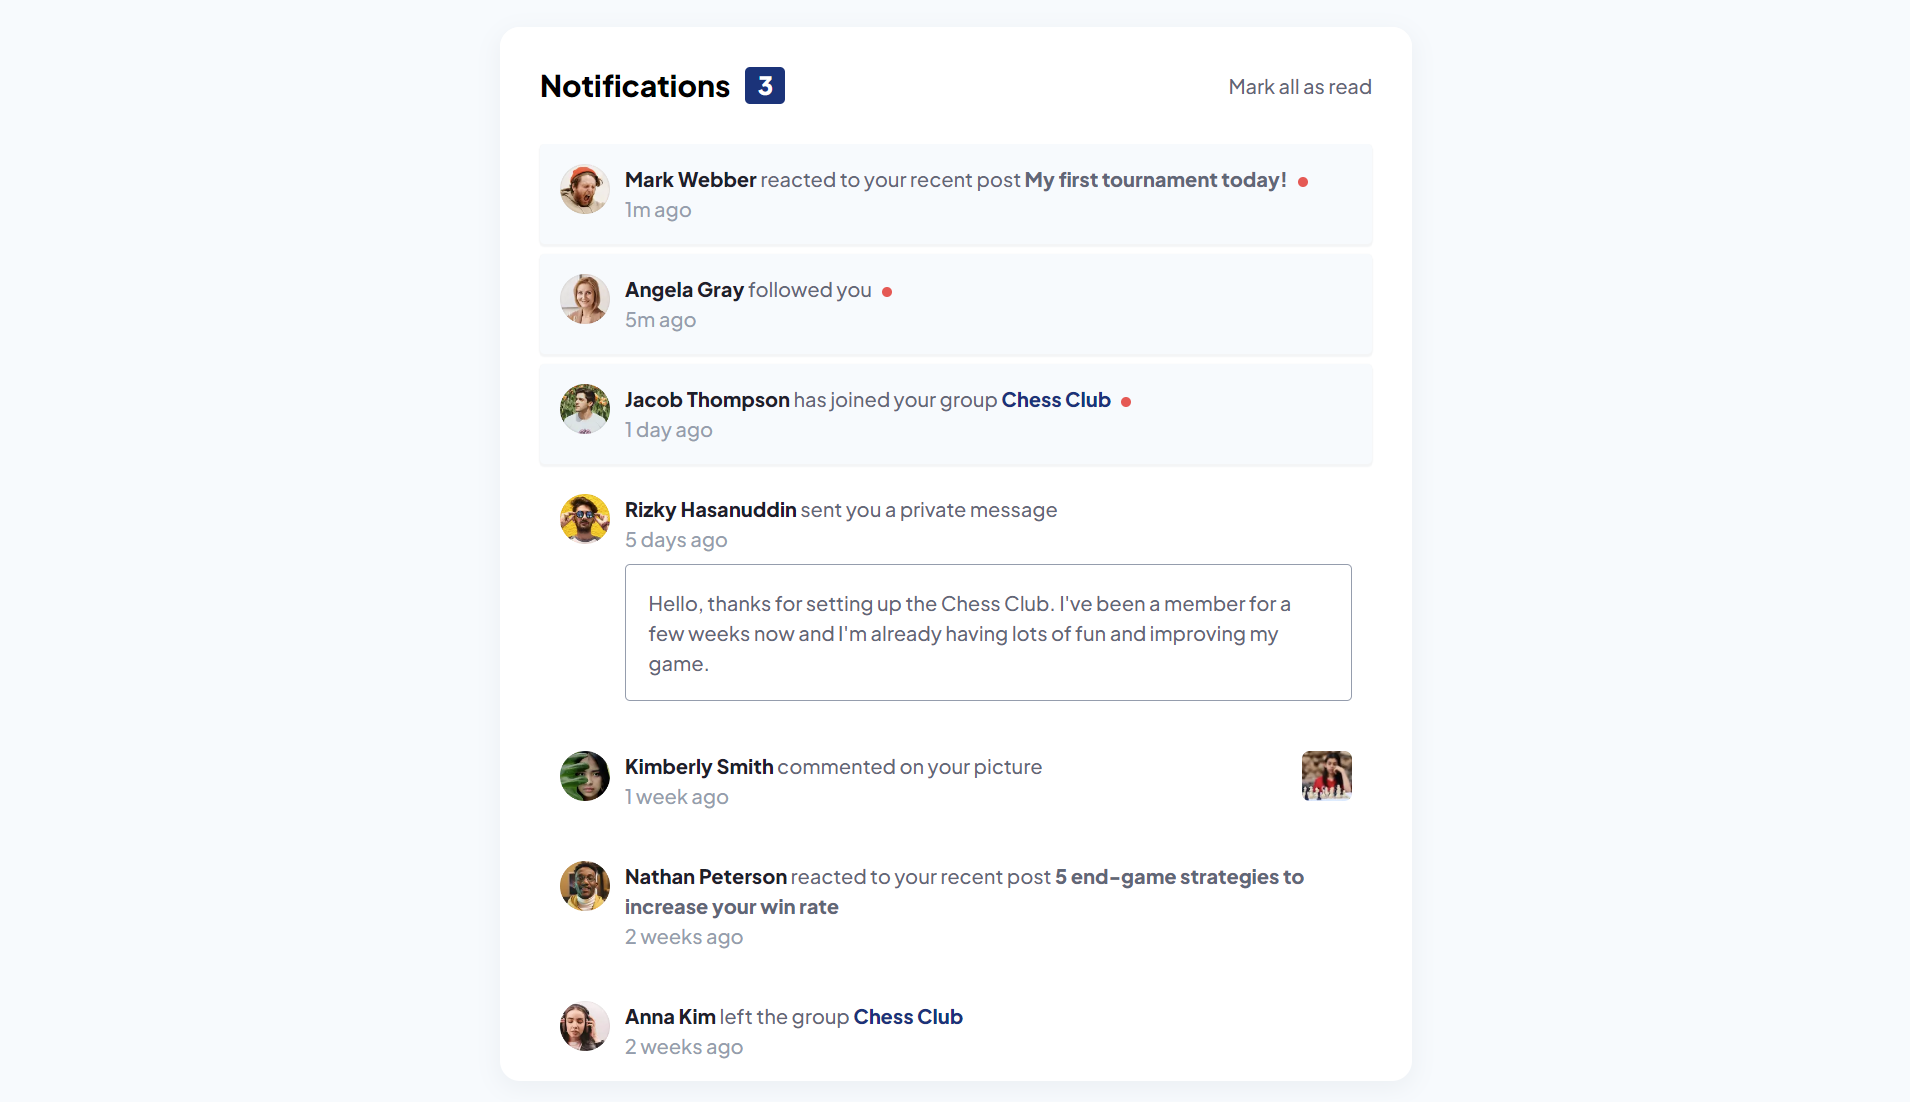 Notifications 3
Mark all as read
Mark Webber reacted to your recent post My first tournament today!
1m ago
Angela Gray followed you
5m ago
Jacob Thompson has joined your group Chess Club
1 day ago
Rizky Hasanuddin sent you a private message
5 days ago
Hello, thanks for setting up the Chess Club. I've been a member for a
few weeks now and I'm already having lots of fun and improving my
game.
Kimberly Smith commented on your picture
1 week ago
Nathan Peterson reacted to your recent post 5 end-game strategies to
increase your win rate
2 weeks ago
Anna Kim left the group Chess Club
2 weeks ago